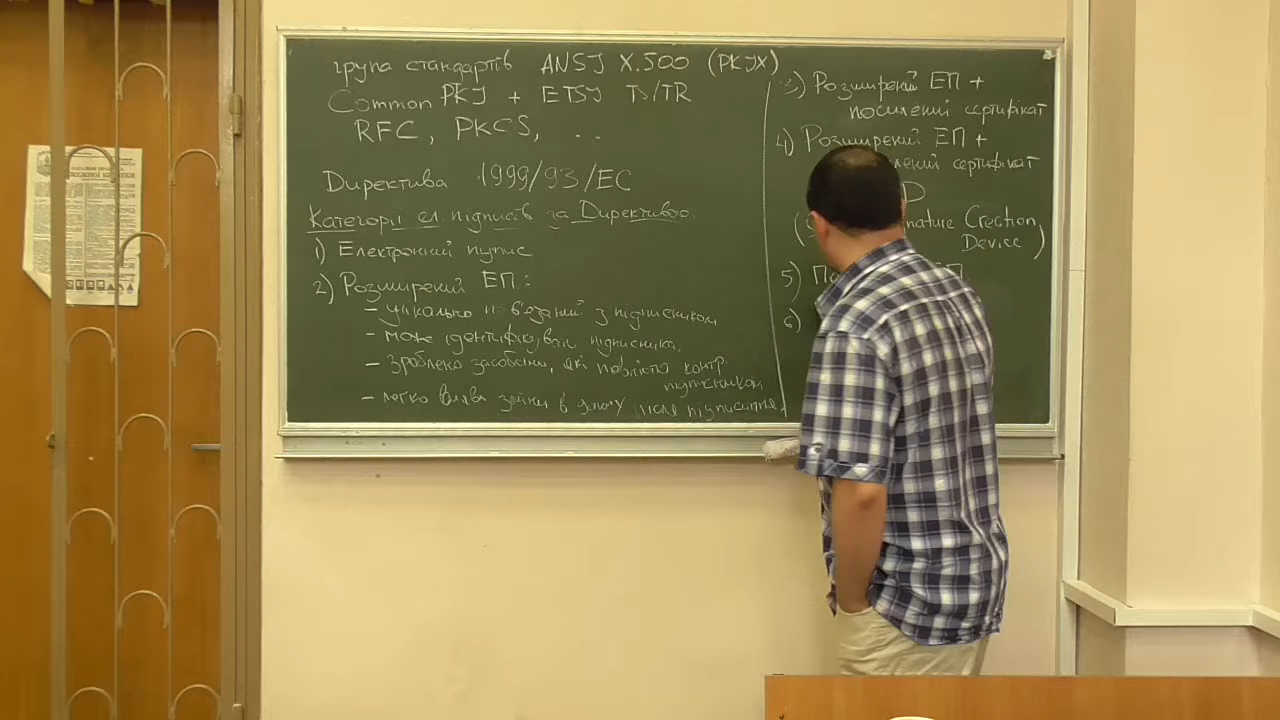 група стандартів ANSI X.500 (PKIX)
Common PKI + ETSI TS/TR
RFC, PKCS, ...
Директива 1999/93/EC
Категорії ел. підписів за Директивою.
1) Електронний підпис
2) Розширений ЕП:
- унікально пов'язаний з підписником
- може ідентифікувати підписника.
- зроблено засобами, які повністю контр.
підписником
- легко зміни в після підписання.
3) Розширений ЕП +
посилений сертифікат
4) Розширений ЕП +
сертифікат
D
Creation
Device)
5)
6)